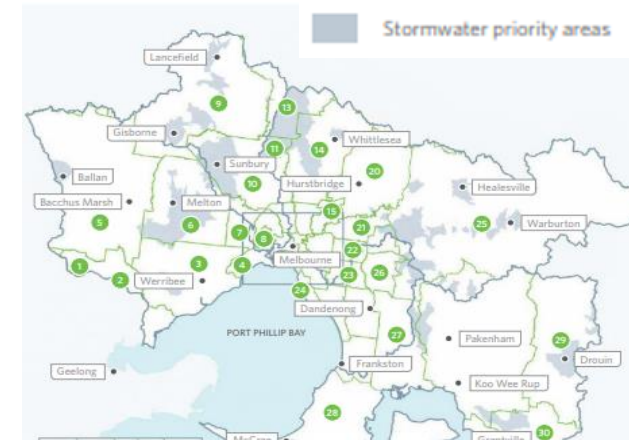 Stormwater priority areas
Lancefield
9
13
Gisborne
14
Whittlesea
11
Sunbury
20
Ballan
10
Hurstbridge
Healesville
Bacchus Marsh
Melton
15
5
6
21
25
Warburton
7
8
22
Melbourne
1
3
4
23
26
2
Werribee
24
Dandenong
PORT PHILLIP BAY
27
Pakenham
29
Drouin
Geelong
Frankston
Koo Wee Rup
28
30